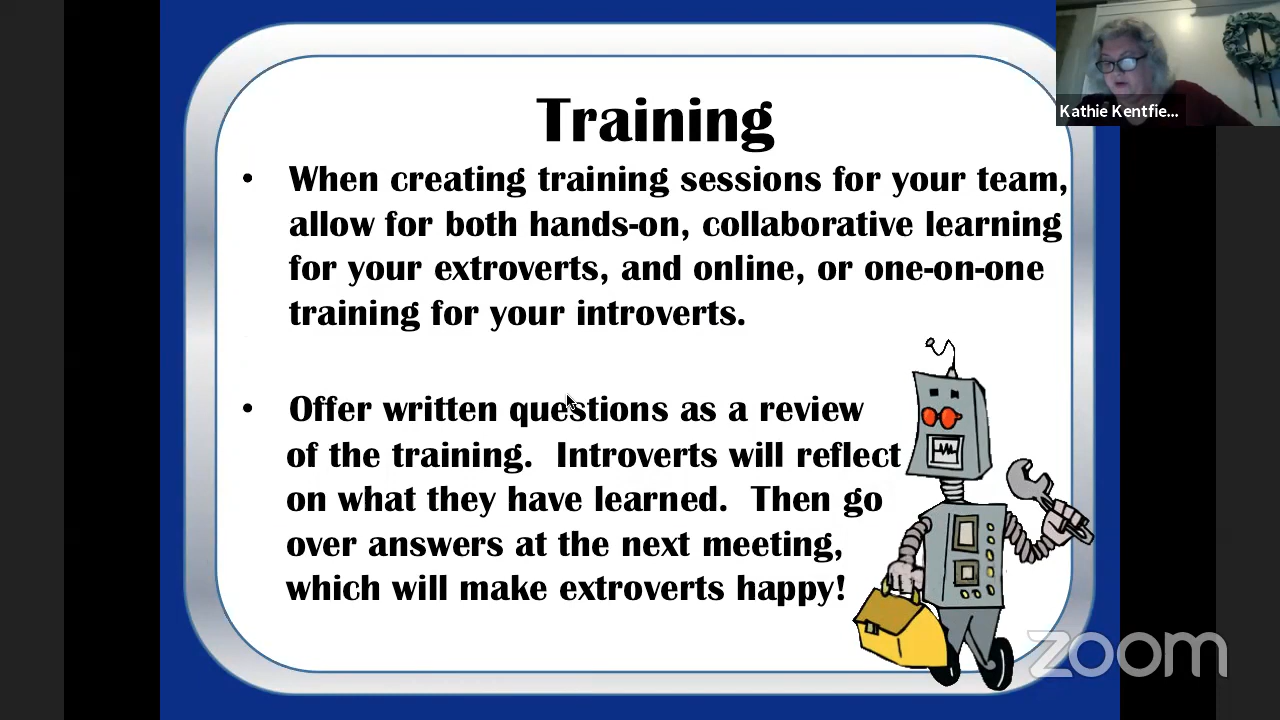 Training
Kathie Kentfie...
• When creating training sessions for your team,
allow for both hands-on, collaborative learning
for your extroverts, and online, or one-on-one
training for your introverts.
• Offer written questions as a review
of the training. Introverts will reflect
on what they have learned. Then go
over answers at the next meeting,
which will make extroverts happy!
zoom